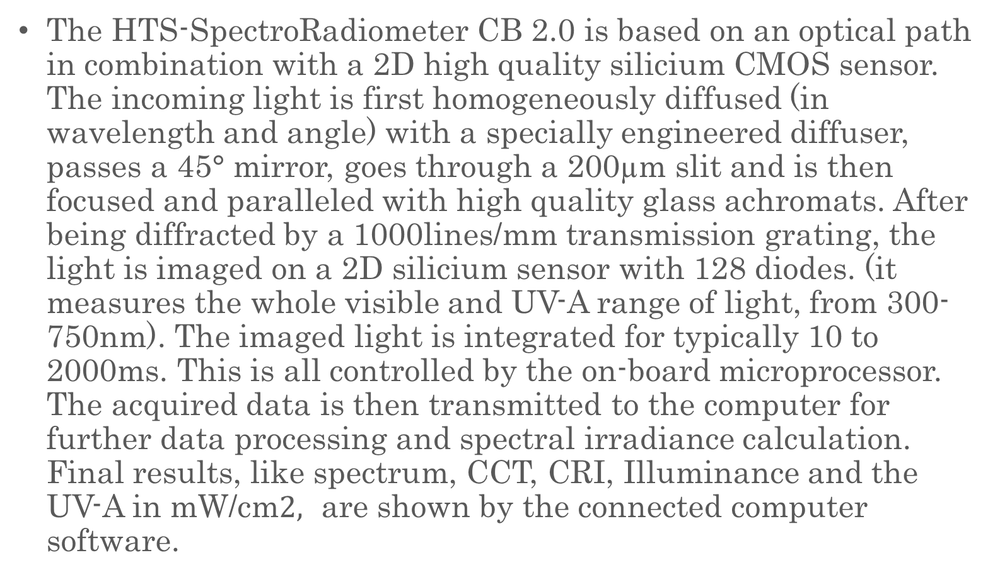 • The HTS-SpectroRadiometer CB 2.0 is based on an optical path
in combination with a 2D high quality silicium CMOS sensor.
The incoming light is first homogeneously diffused (in
wavelength and angle) with a specially engineered diffuser,
passes a 45° mirror, goes through a 200µm slit and is then
focused and paralleled with high quality glass achromats. After
being diffracted by a 1000lines/mm transmission grating, the
light is imaged on a 2D silicium sensor with 128 diodes. (it
measures the whole visible and UV-A range of light, from 300-
750nm). The imaged light is integrated for typically 10 to
2000ms. This is all controlled by the on-board microprocessor.
The acquired data is then transmitted to the computer for
further data processing and spectral irradiance calculation.
Final results, like spectrum, CCT, CRI, Illuminance and the
UV-A in mW/cm2,  are shown by the connected computer
software.